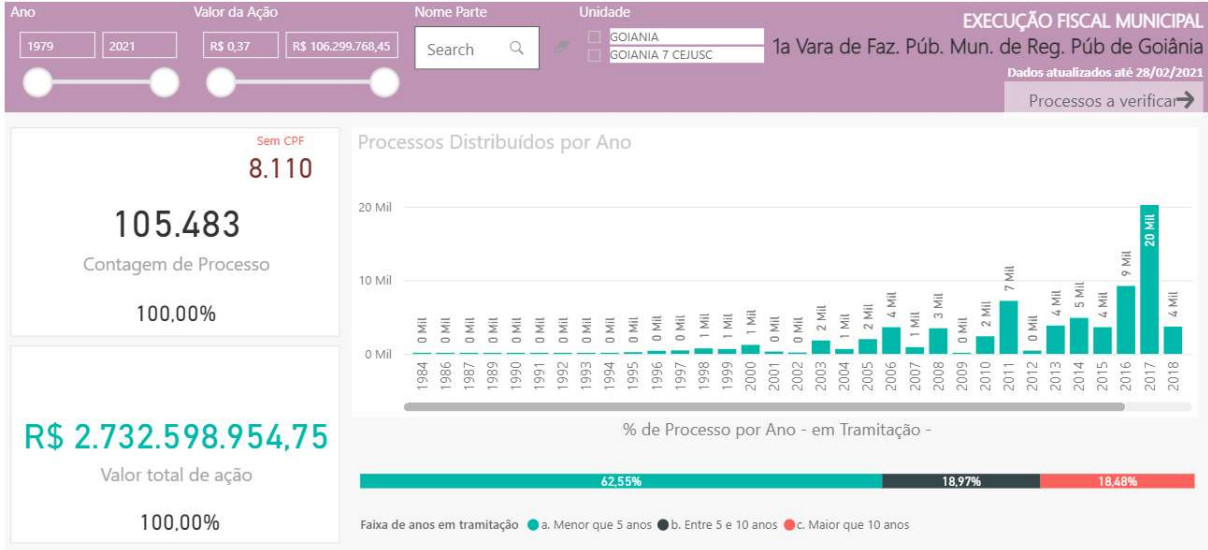 Ano
1979
2021
Valor da Ação
R$ 0,37
R$ 106.299.768,45
Nome Parte
Search
Unidade
GOIANIA
GOIANIA 7 CEJUSC
EXECUÇÃO FISCAL MUNICIPAL
1a Vara de Faz. Púb. Mun. de Reg. Púb de Goiânia
Dados atualizados até 28/02/2021
Processos a verificar
Sem CPF
8.110
105.483
Contagem de Processo
100,00%
R$ 2.732.598.954,75
Valor total de ação
100,00%
Processos Distribuídos por Ano
20 Mil
10 Mil
0 Mil
0 Mil
0 Mil
0 Mil
0 Mil
0 Mil
0 Mil
0 Mil
0 Mil
0 Mil
0 Mil
0 Mil
0 Mil
1 Mil
1 Mil
1 Mil
0 Mil
0 Mil
2 Mil
1 Mil
2 Mil
4 Mil
1 Mil
3 Mil
0 Mil
2 Mil
7 Mil
0 Mil
4 Mil
5 Mil
4 Mil
9 Mil
20 Mil
4 Mil
1984
1986
1987
1989
1990
1991
1992
1993
1994
1995
1996
1997
1998
1999
2000
2001
2002
2003
2004
2005
2006
2007
2008
2009
2010
2011
2012
2013
2014
2015
2016
2017
2018
% de Processo por Ano - em Tramitação -
62,55%
18,97%
18,48%
Faixa de anos em tramitação a. Menor que 5 anos b. Entre 5 e 10 anos c. Maior que 10 anos